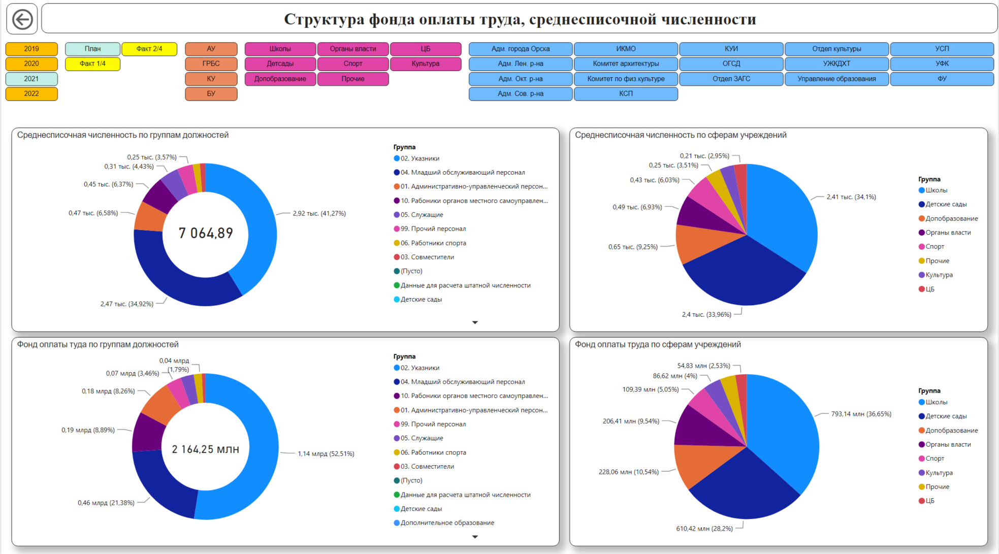 Структура фонда оплаты труда, среднесписочной численности
2019
План
Факт 2/4
АУ
Школы
Органы власти
ЦБ
Адм. города Орска
ИКМО
КУИ
Отдел культуры
УСП
2020
Факт 1/4
ГРБС
Детсады
Спорт
Культура
Адм. Лен. р-на
Комитет архитектуры
ОГСД
УЖКДХТ
УФК
2021
КУ
Допобразование
Прочие
Адм. Окт. р-на
Комитет по физ.культуре
Отдел ЗАГС
Управление образования
ФУ
2022
БУ
Адм. Сов. р-на
КСП
Среднесписочная численность по группам должностей
0,25 тыс. (3,57%)
0,31 тыс. (4,43%)
0,45 тыс. (6,37%)
0,47 тыс. (6,58%)
2,92 тыс. (41,27%)
7 064,89
2,47 тыс. (34,92%)
Группа
02. Указники
04. Младший обслуживающий персонал
01. Административно-управленческий персон...
10. Рабоники органов местного самоуправлен...
05. Служащие
99. Прочий персонал
06. Работники спорта
03. Совместители
(Пусто)
Данные для расчета штатной численности
Детские сады
Среднесписочная численность по сферам учреждений
0,21 тыс. (2,95%)
0,25 тыс. (3,51%)
0,43 тыс. (6,03%)
2,41 тыс. (34,1%)
0,49 тыс. (6,93%)
0,65 тыс. (9,25%)
2,4 тыс. (33,96%)
Группа
Школы
Детские сады
Допобразование
Органы власти
Спорт
Прочие
Культура
ЦБ
Фонд оплаты туда по группам должностей
0,04 млрд
(1,79%)
0,07 млрд (3,46%)
0,18 млрд (8,26%)
0,19 млрд (8,89%)
2 164,25 млн
1,14 млрд (52,51%)
0,46 млрд (21,38%)
Группа
02. Указники
04. Младший обслуживающий персонал
10. Рабоники органов местного самоуправлен...
01. Административно-управленческий персон...
99. Прочий персонал
05. Служащие
06. Работники спорта
03. Совместители
(Пусто)
Данные для расчета штатной численности
Детские сады
Дополнительное образование
Фонд оплаты труда по сферам учреждений
54,83 млн (2,53%)
86,62 млн (4%)
109,39 млн (5,05%)
793,14 млн (36,65%)
206,41 млн (9,54%)
228,06 млн (10,54%)
610,42 млн (28,2%)
Группа
Школы
Детские сады
Допобразование
Органы власти
Спорт
Культура
Прочие
ЦБ